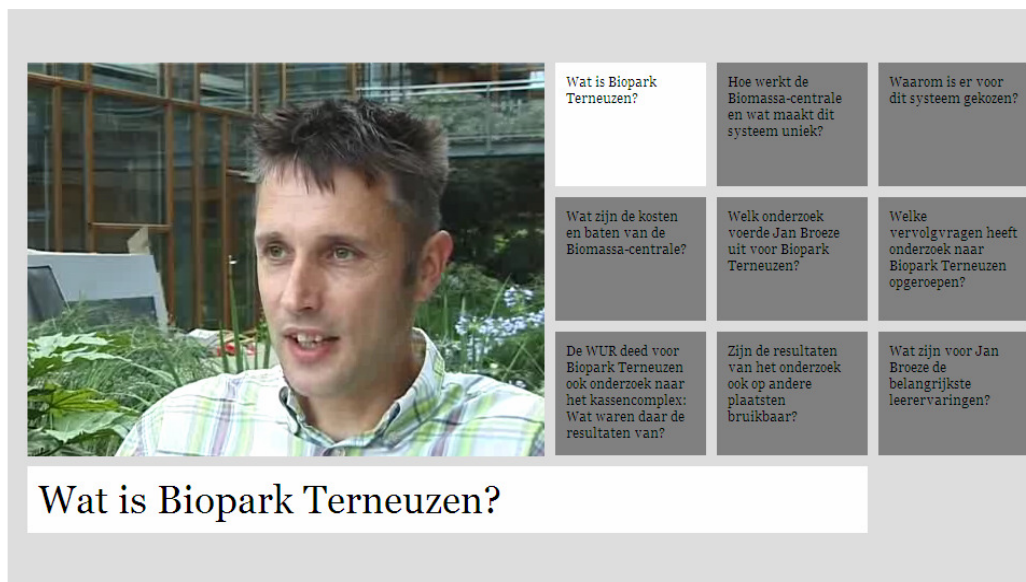 Wat is Biopark
Terneuzen?
Hoe werkt de
Biomassa-centrale
en wat maakt dit
systeem uniek?
Waarom is er voor
dit systeem gekozen?
Wat zijn de kosten
en baten van de
Biomassa-centrale?
Welk onderzoek
voerde Jan Broeze
uit voor Biopark
Terneuzen?
Welke
vervolgvragen heeft
onderzoek naar
Biopark Terneuzen
opgeroepen?
De WUR deed voor
Biopark Terneuzen
ook onderzoek naar
het kassencomplex:
Wat waren daar de
resultaten van?
Zijn de resultaten
van het onderzoek
ook op andere
plaatsten
bruikbaar?
Wat zijn voor Jan
Broeze de
belangrijkste
leerervaringen?
Wat is Biopark Terneuzen?